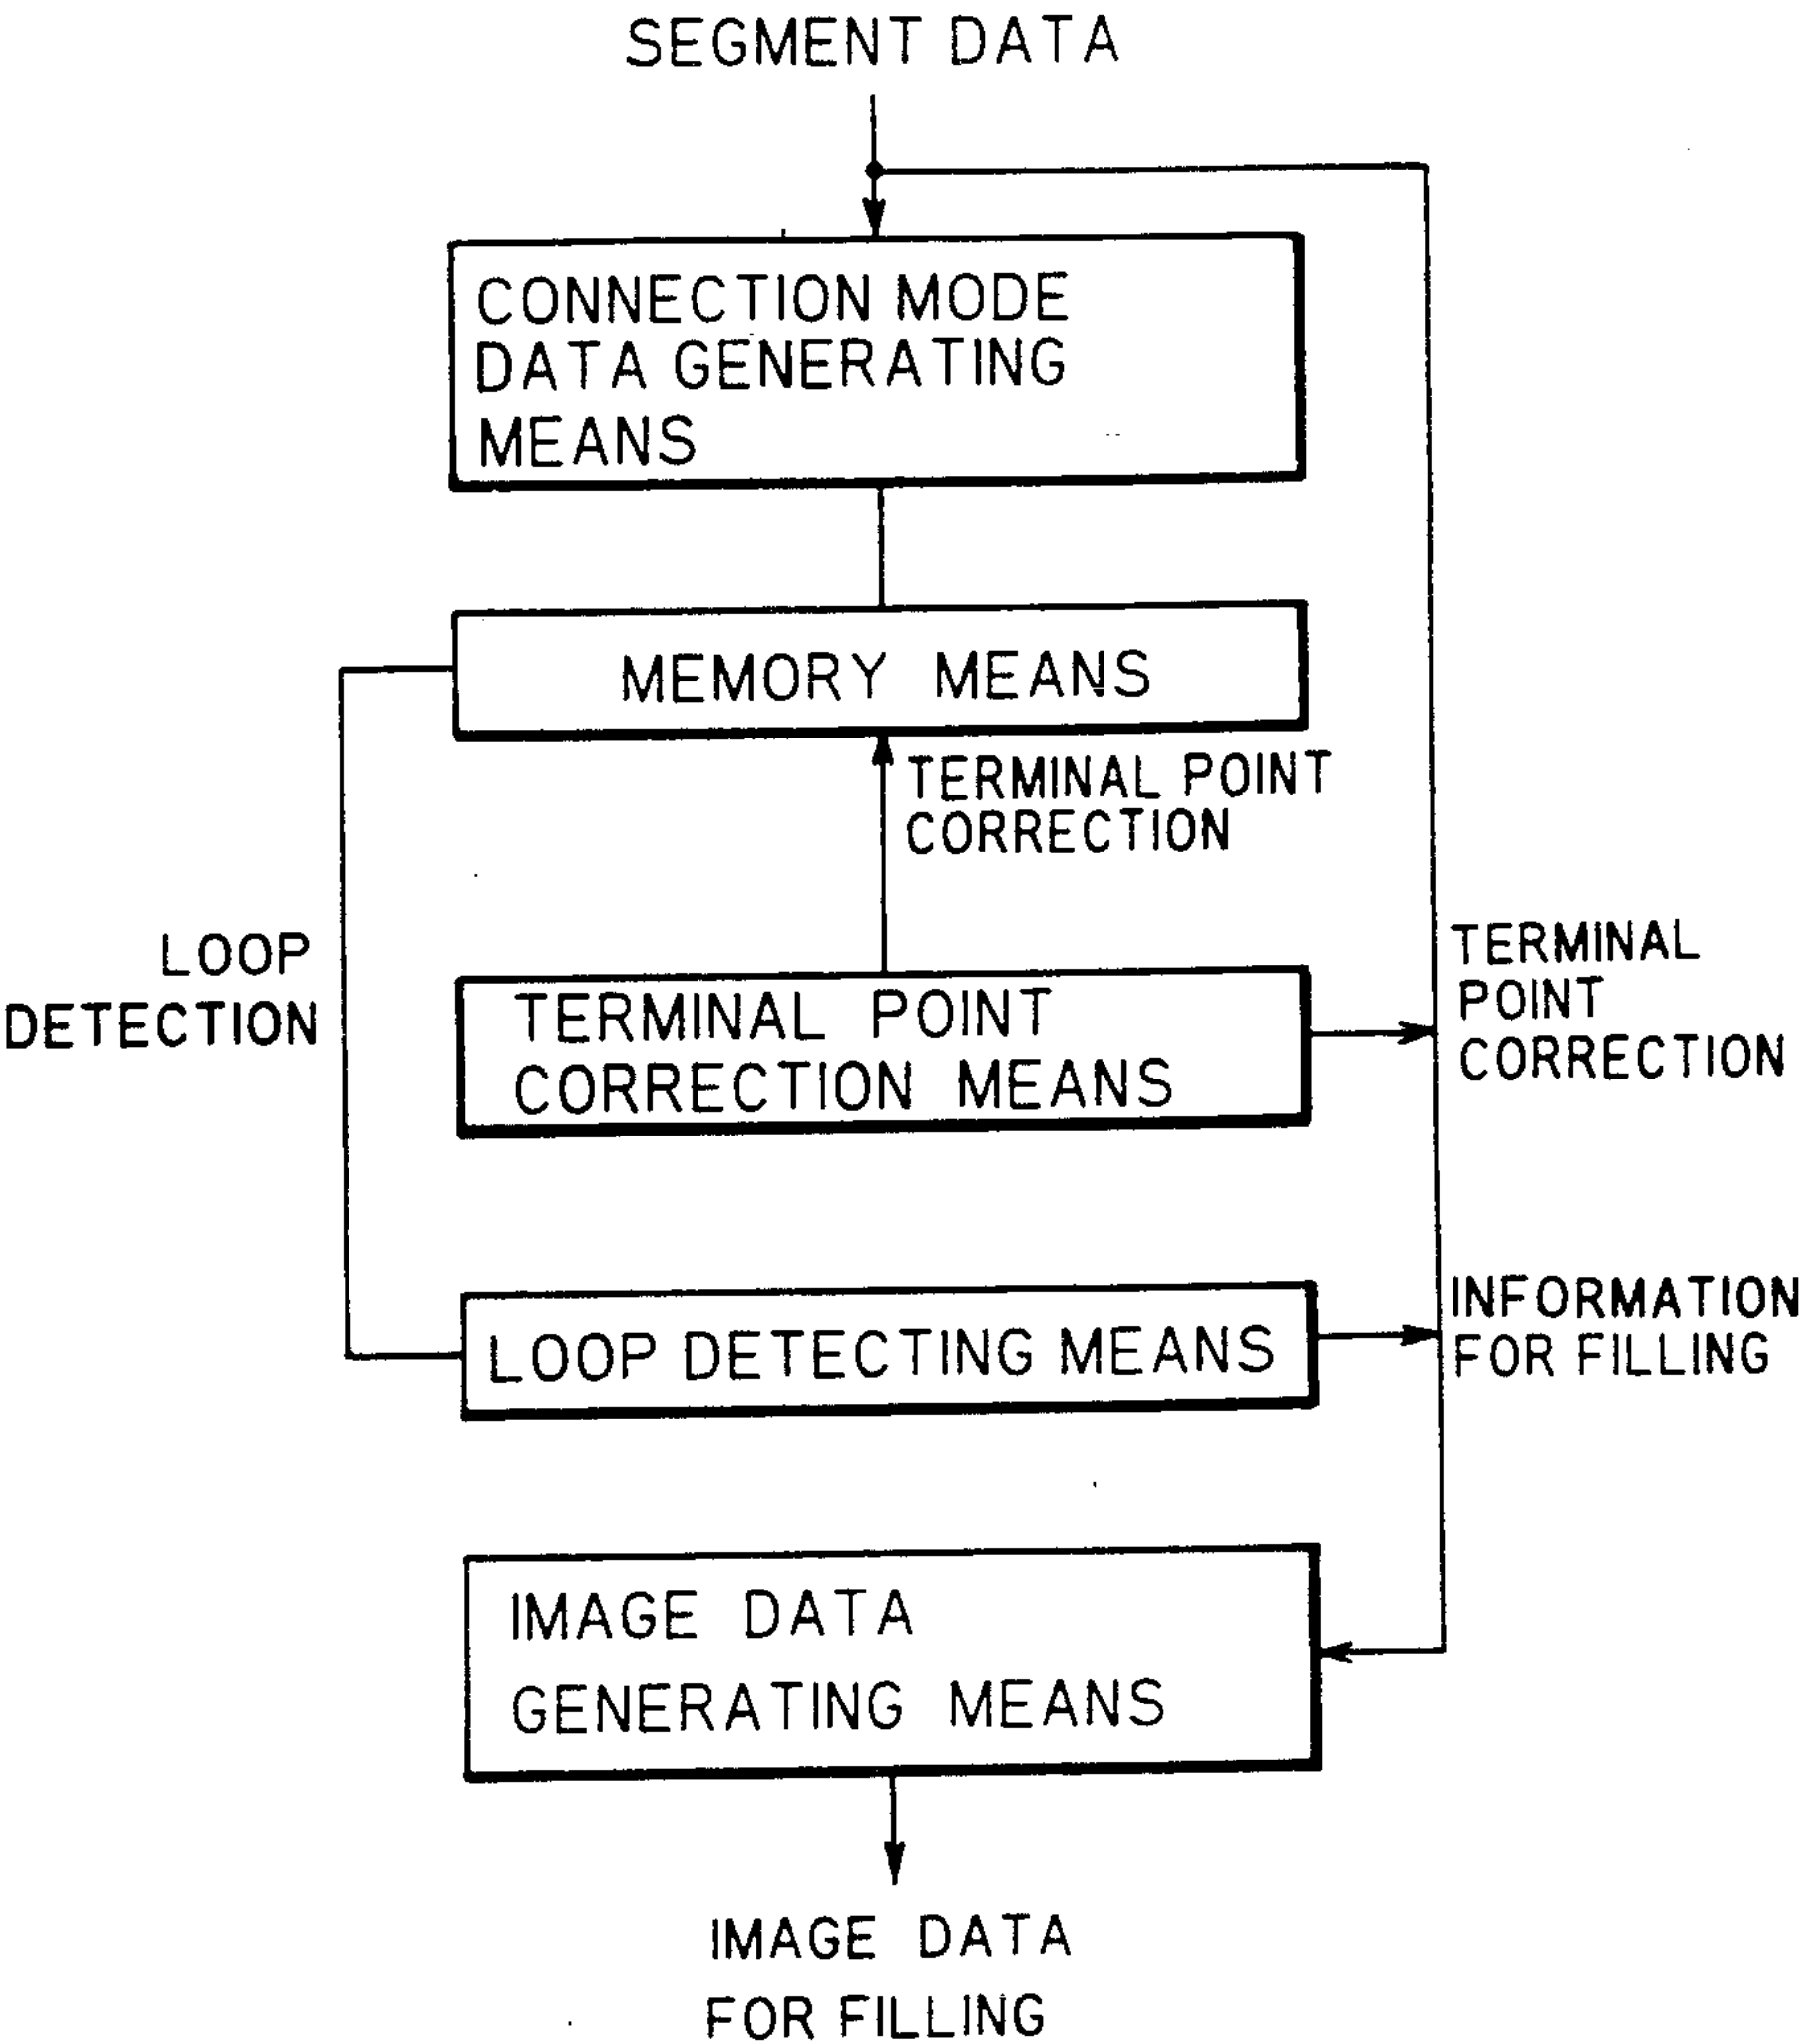 SEGMENT DATA
CONNECTION MODE
DATA GENERATING
MEANS
MEMORY MEANS
TERMINAL POINT
CORRECTION
LOOP
DETECTION
TERMINAL POINT
CORRECTION MEANS
TERMINAL
POINT
CORRECTION
LOOP DETECTING MEANS
INFORMATION
FOR FILLING
IMAGE DATA
GENERATING MEANS
IMAGE DATA
FOR FILLING